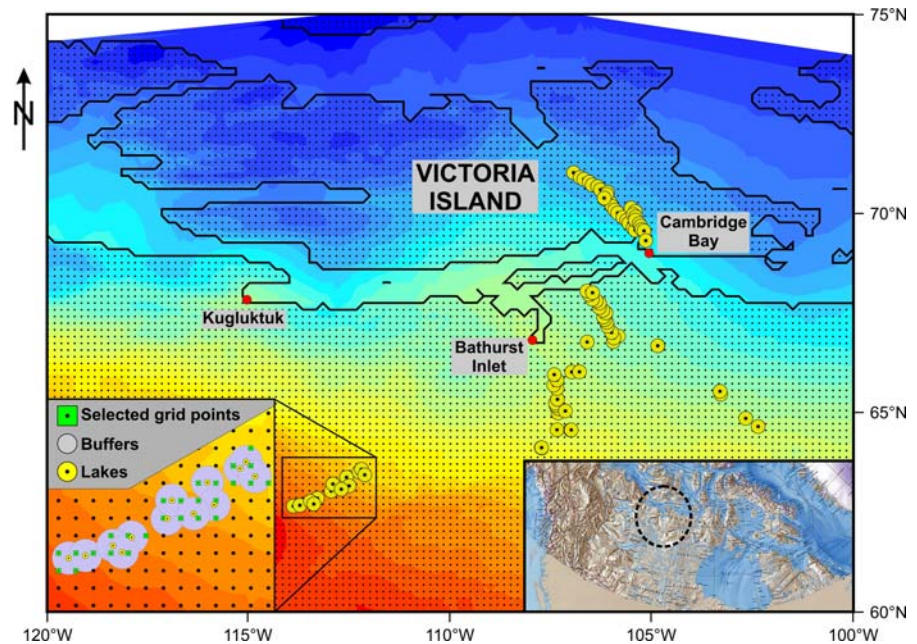 75°N
N
VICTORIA
ISLAND
70°N
Cambridge
Bay
Kugluktuk
Bathurst
Inlet
65°N
Selected grid points
Buffers
Lakes
60°N
120°W
115°W
110°W
105°W
100°W